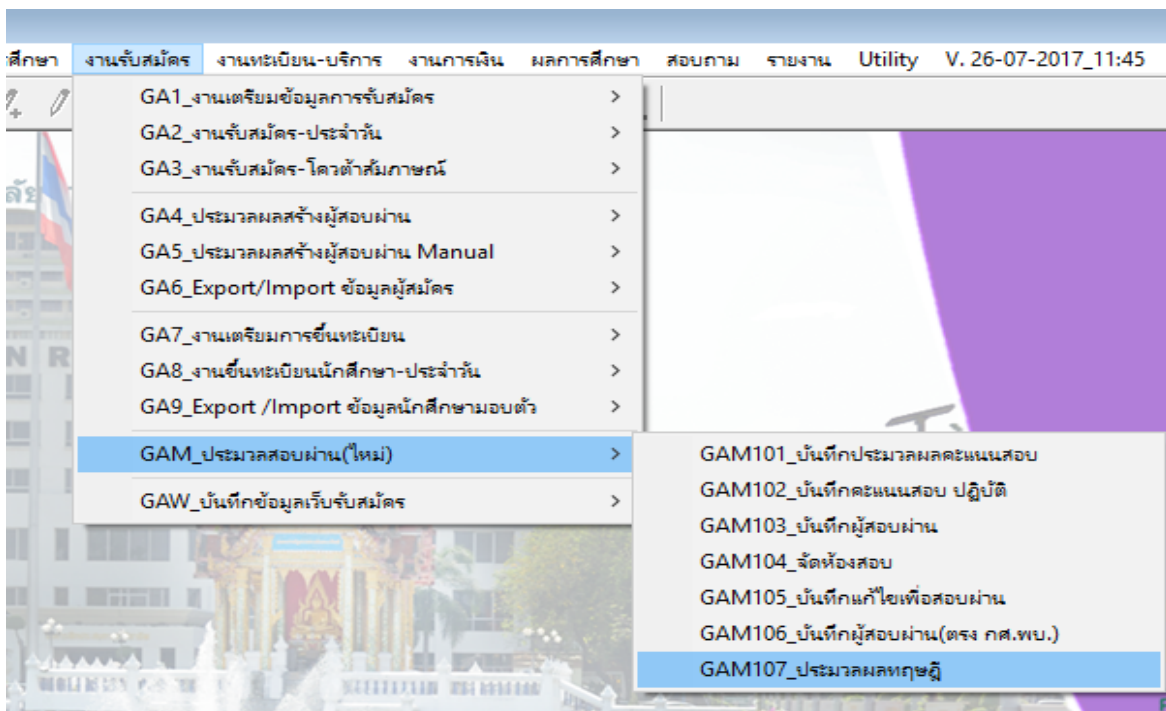 งานรับสมัคร งานทะเบียน-บริการ งานการเงิน ผลการศึกษา สอบถาม รายงาน Utility V. 26-07-2017_11:45
GA1_งานเตรียมข้อมูลการรับสมัคร
GA2_งานรับสมัคร-ประจำวัน
GA3_งานรับสมัคร-โควต้าสัมภาษณ์
GA4_ประมวลผลสร้างผู้สอบผ่าน
GA5_ประมวลผลสร้างผู้สอบผ่าน Manual
GA6_Export/Import ข้อมูลผู้สมัคร
GA7_งานเตรียมการขึ้นทะเบียน
GA8_งานขึ้นทะเบียนนักศึกษา-ประจำวัน
GA9_Export /Import ข้อมูลนักศึกษามอบตัว
GAM_ประมวลสอบผ่าน(ใหม่)
GAW_บันทึกข้อมูลเว็บรับสมัคร
GAM101_บันทึกประมวลผลคะแนนสอบ
GAM102_บันทึกคะแนนสอบ ปฏิบัติ
GAM103_บันทึกผู้สอบผ่าน
GAM104_จัดห้องสอบ
GAM105_บันทึกแก้ไขเพื่อสอบผ่าน
GAM106_บันทึกผู้สอบผ่าน(ตรง กศ.พบ.)
GAM107_ประมวลผลทฤษฎี